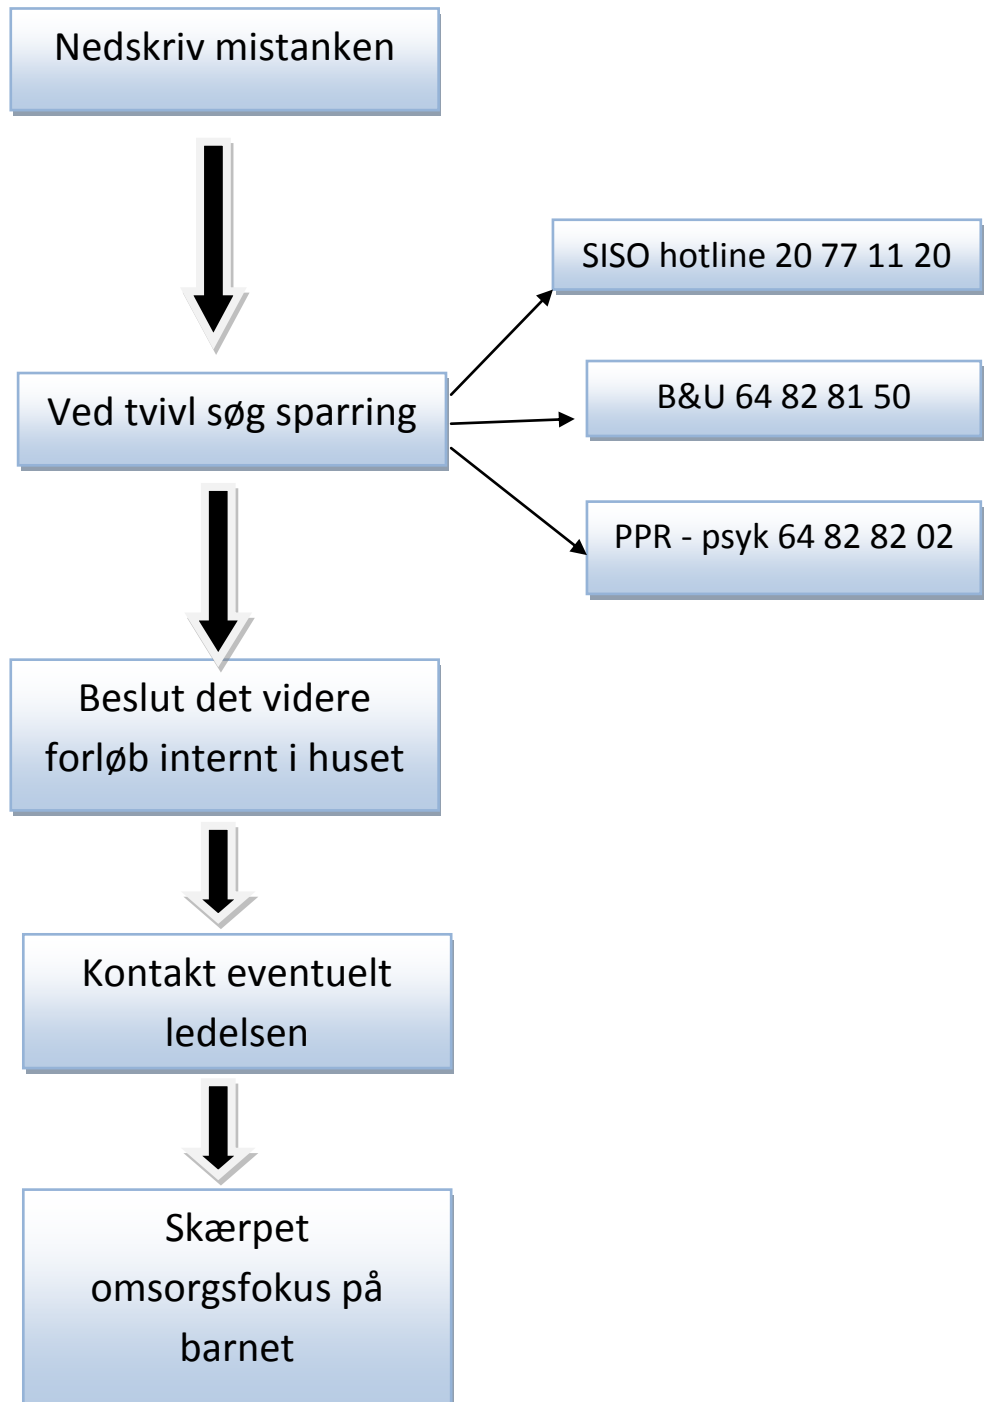 Nedskriv mistanken
SISO hotline 20 77 11 20
Ved tvivl søg sparring
B&U 64 82 81 50
PPR - psyk 64 82 82 02
Beslut det videre
forløb internt i huset
Kontakt eventuelt
ledelsen
Skærpet
omsorgsfokus på
barnet